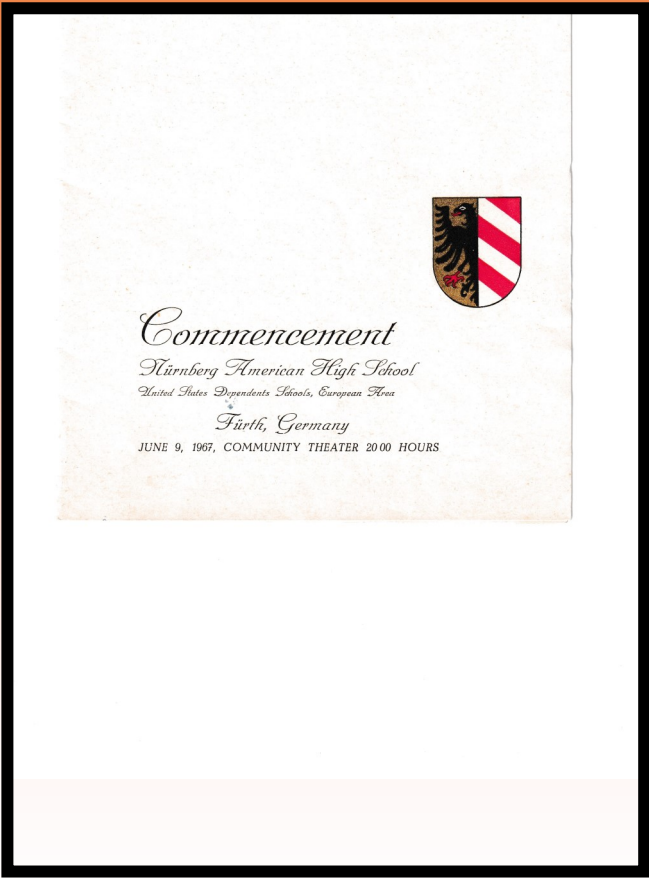 Commencement
Nürnberg American High School
United States Dependents Schools, European Area
Fürth, Germany
JUNE 9, 1967, COMMUNITY THEATER 20 00 HOURS